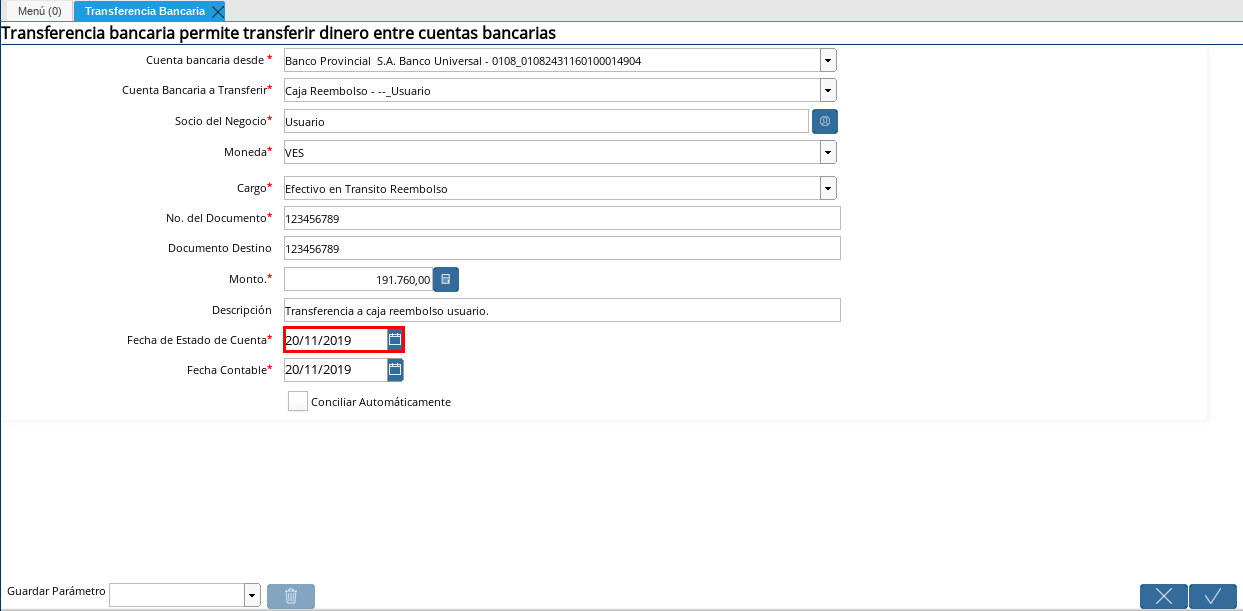 Menú (0) Transferencia Bancaria
Transferencia bancaria permite transferir dinero entre cuentas bancarias
Cuenta bancaria desde * Banco Provincial  S.A. Banco Universal - 0108_01082431160100014904
Cuenta Bancaria a Transferir* Caja Reembolso - --_Usuario
Socio del Negocio* Usuario
Moneda* VES
Cargo* Efectivo en Transito Reembolso
No. del Documento* 123456789
Documento Destino 123456789
Monto.* 191.760,00
Descripción Transferencia a caja reembolso usuario.
Fecha de Estado de Cuenta* 20/11/2019
Fecha Contable* 20/11/2019
Conciliar Automáticamente
Guardar Parámetro